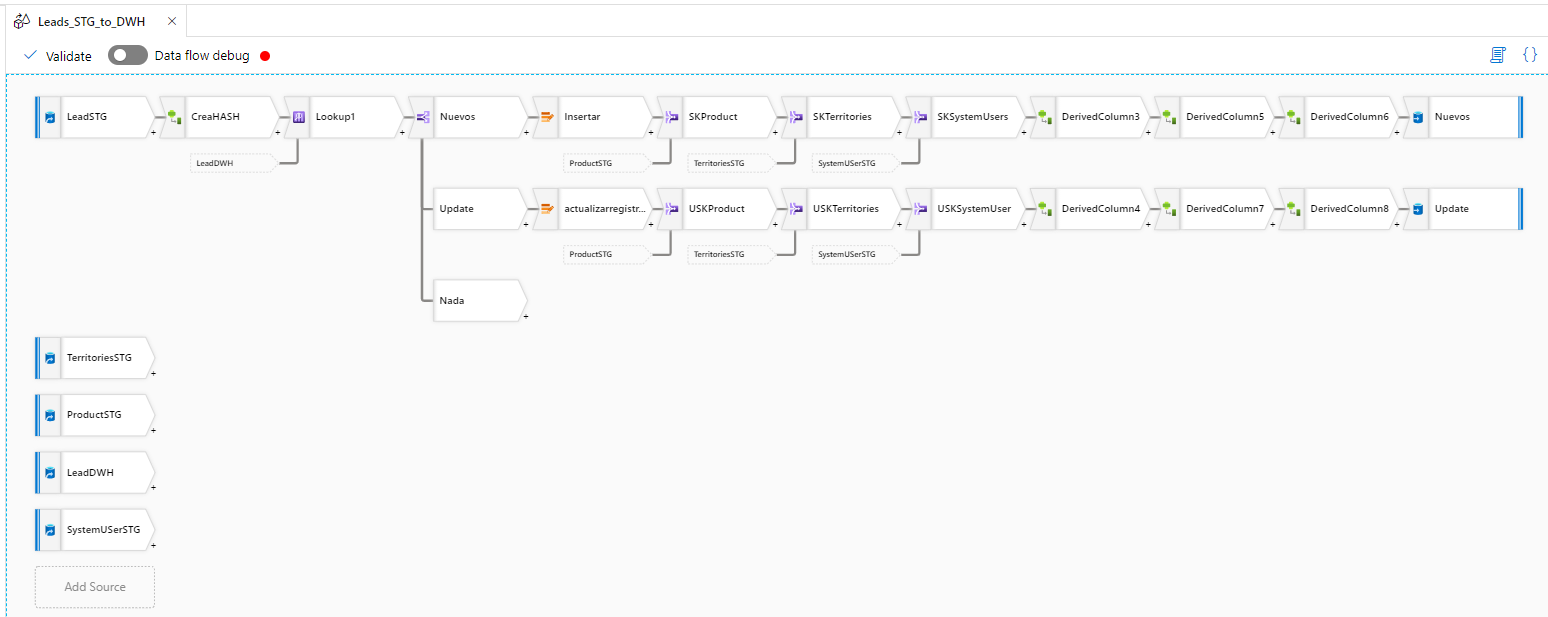 Leads_STG_to_DWH
Validate
Data flow debug
LeadSTG
CreaHASH
Lookup1
Nuevos
Insertar
SKProduct
SKTerritories
SKSystemUsers
DerivedColumn3
DerivedColumn5
DerivedColumn6
Nuevos
LeadDWH
ProductSTG
TerritoriesSTG
SystemUSerSTG
Update
actualizarregistr...
USKProduct
USKTerritories
USKSystemUser
DerivedColumn4
DerivedColumn7
DerivedColumn8
Update
ProductSTG
TerritoriesSTG
SystemUSerSTG
Nada
TerritoriesSTG
ProductSTG
LeadDWH
SystemUSerSTG
Add Source